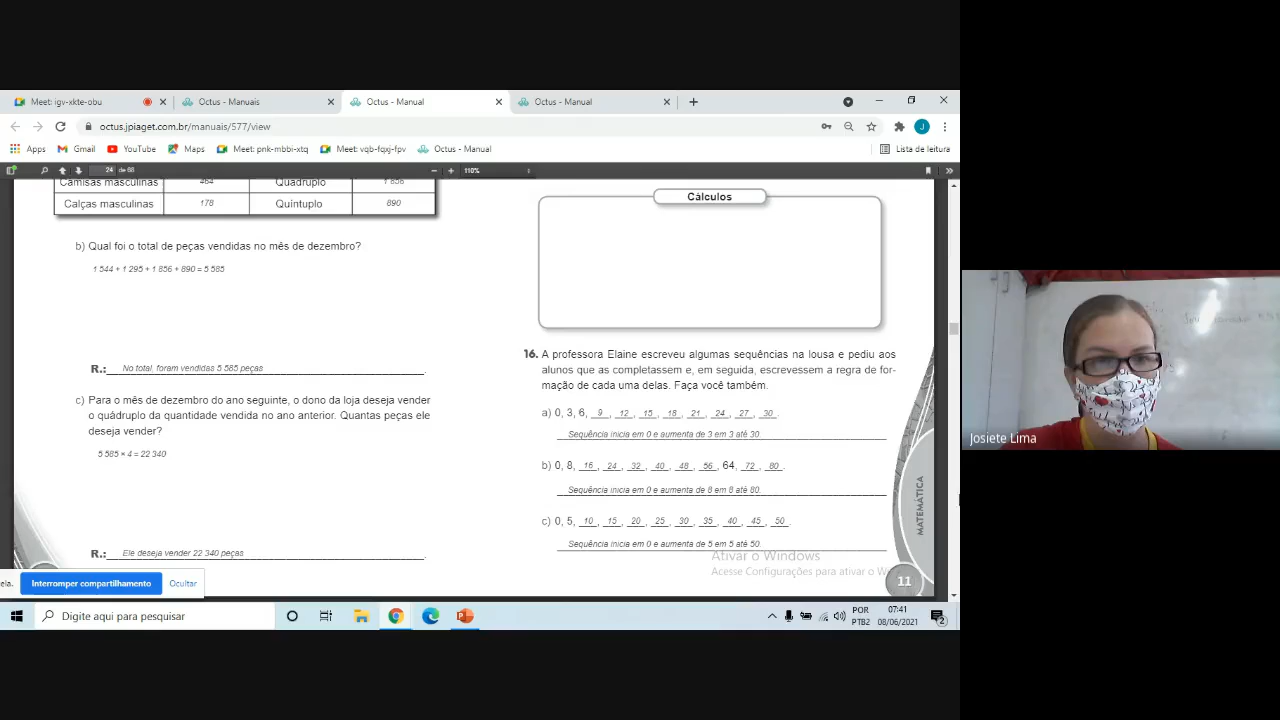 Meet: igv-xkte-obu
Octus - Manuais
Octus - Manual
Octus - Manual
octus.jpiaget.com.br/manuais/577/view
Apps
Gmail
YouTube
Maps
Meet: pnk-mbbi-xtq
Meet: vqb-fqxj-fpv
Octus - Manual
Lista de leitura
24 de 68
110%
Camisas masculinas 464 Quádruplo 1 856
Calças masculinas 178 Quíntuplo 890
b) Qual foi o total de peças vendidas no mês de dezembro?
1 544 + 1 295 + 1 856 + 890 = 5 585
R.: No total, foram vendidas 5 585 peças.
c) Para o mês de dezembro do ano seguinte, o dono da loja deseja vender
o quádruplo da quantidade vendida no ano anterior. Quantas peças ele
deseja vender?
5 585 × 4 = 22 340
R.: Ele deseja vender 22 340 peças.
Cálculos
16. A professora Elaine escreveu algumas sequências na lousa e pediu aos
alunos que as completassem e, em seguida, escrevessem a regra de for-
mação de cada uma delas. Faça você também.
a) 0, 3, 6, 9, 12, 15, 18, 21, 24, 27, 30.
Sequência inicia em 0 e aumenta de 3 em 3 até 30.
b) 0, 8, 16, 24, 32, 40, 48, 56, 64, 72, 80.
Sequência inicia em 0 e aumenta de 8 em 8 até 80.
c) 0, 5, 10, 15, 20, 25, 30, 35, 40, 45, 50.
Sequência inicia em 0 e aumenta de 5 em 5 até 50.
MATEMÁTICA
11
Ativar o Windows
Acesse Configurações para ativar o W
ela.
Interromper compartilhamento
Ocultar
Digite aqui para pesquisar
POR
PTB2
07:41
08/06/2021
2
J
Josiete Lima